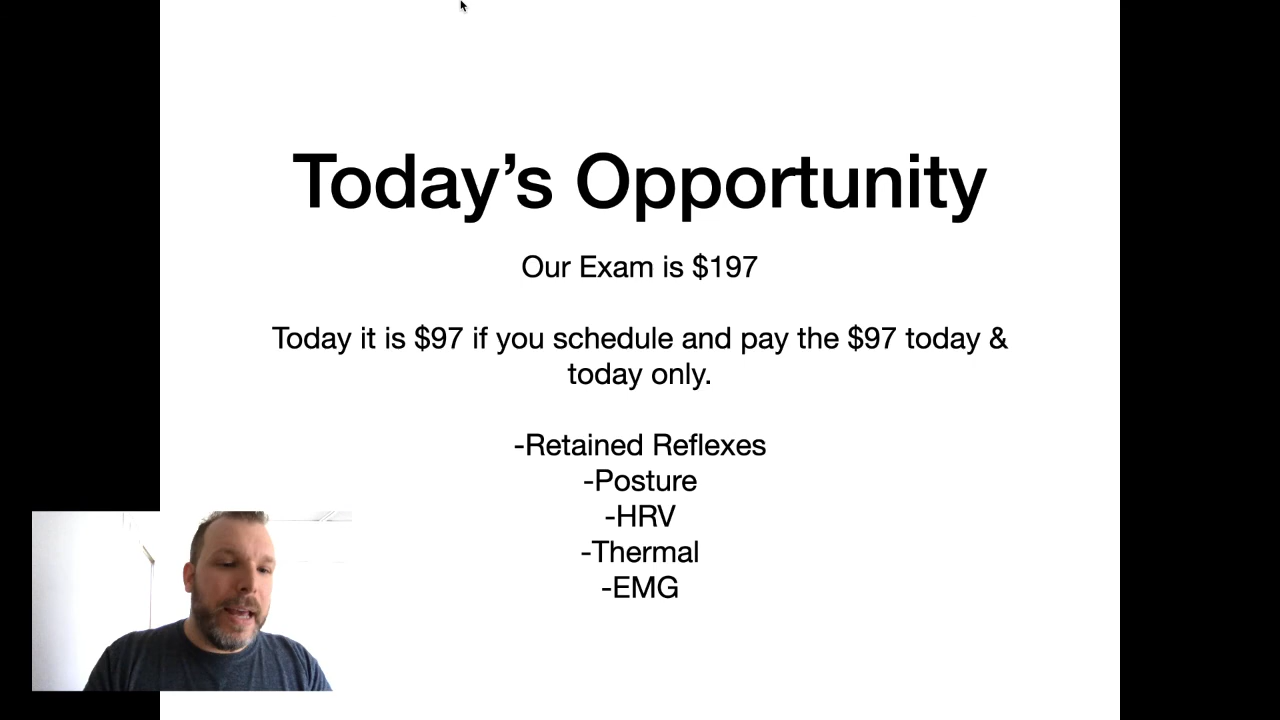 Today’s Opportunity
Our Exam is $197
Today it is $97 if you schedule and pay the $97 today &
today only.
-Retained Reflexes
-Posture
-HRV
-Thermal
-EMG